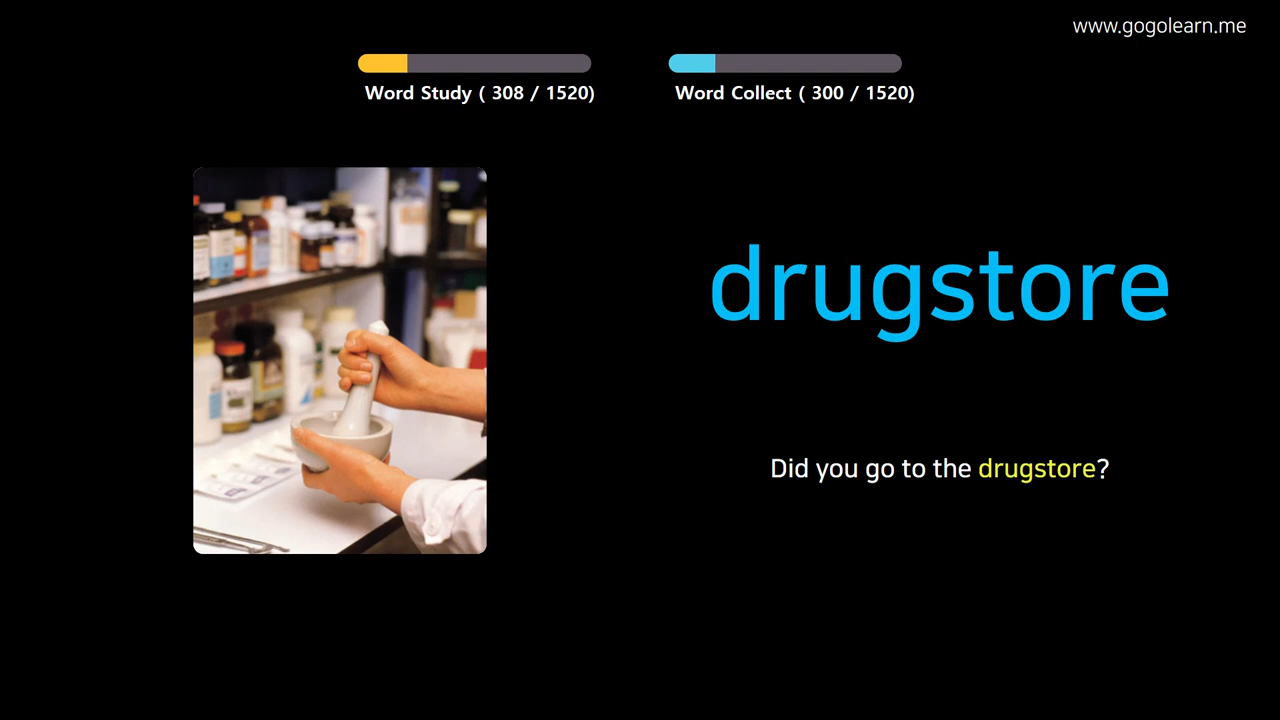 www.gogolearn.me
Word Study ( 308 / 1520)
Word Collect ( 300 / 1520)
drugstore
Did you go to the drugstore?